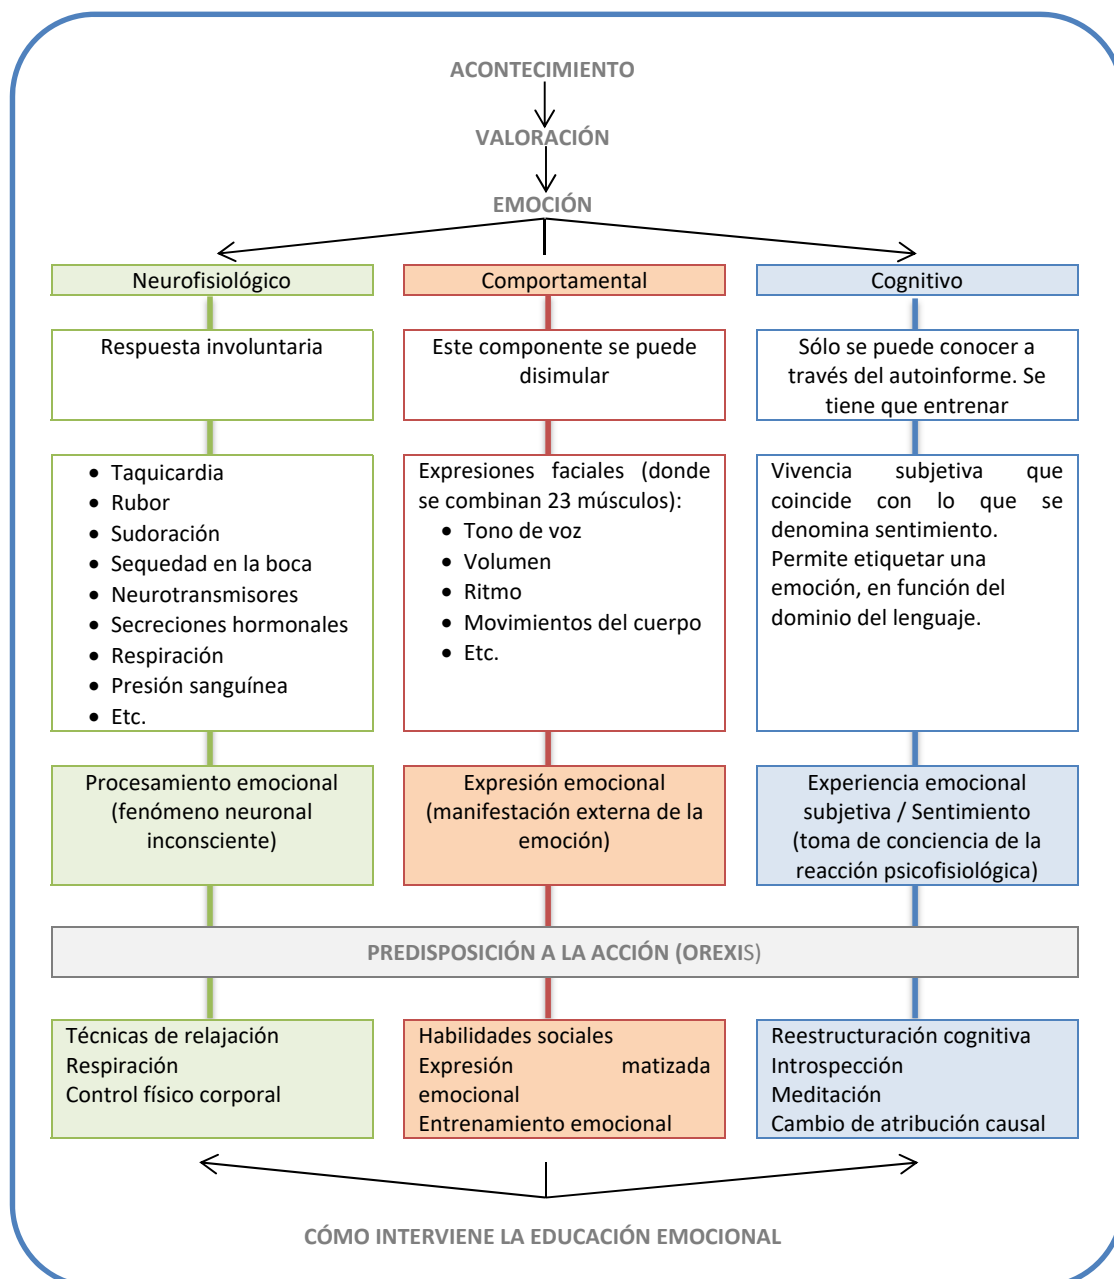 ACONTECIMIENTO
VALORACIÓN
EMOCIÓN
Neurofisiológico
Comportamental
Cognitivo
Respuesta involuntaria
Este componente se puede
disimular
Sólo se puede conocer a
través del autoinforme. Se
tiene que entrenar
• Taquicardia
• Rubor
• Sudoración
• Sequedad en la boca
• Neurotransmisores
• Secreciones hormonales
• Respiración
• Presión sanguínea
• Etc.
Expresiones faciales (donde
se combinan 23 músculos):
• Tono de voz
• Volumen
• Ritmo
• Movimientos del cuerpo
• Etc.
Vivencia subjetiva que
coincide con lo que se
denomina sentimiento.
Permite etiquetar una
emoción, en función del
dominio del lenguaje.
Procesamiento emocional
(fenómeno neuronal
inconsciente)
Expresión emocional
(manifestación externa de la
emoción)
Experiencia emocional
subjetiva / Sentimiento
(toma de conciencia de la
reacción psicofisiológica)
PREDISPOSICIÓN A LA ACCIÓN (OREXIS)
Técnicas de relajación
Respiración
Control físico corporal
Habilidades sociales
Expresión matizada
emocional
Entrenamiento emocional
Reestructuración cognitiva
Introspección
Meditación
Cambio de atribución causal
CÓMO INTERVIENE LA EDUCACIÓN EMOCIONAL